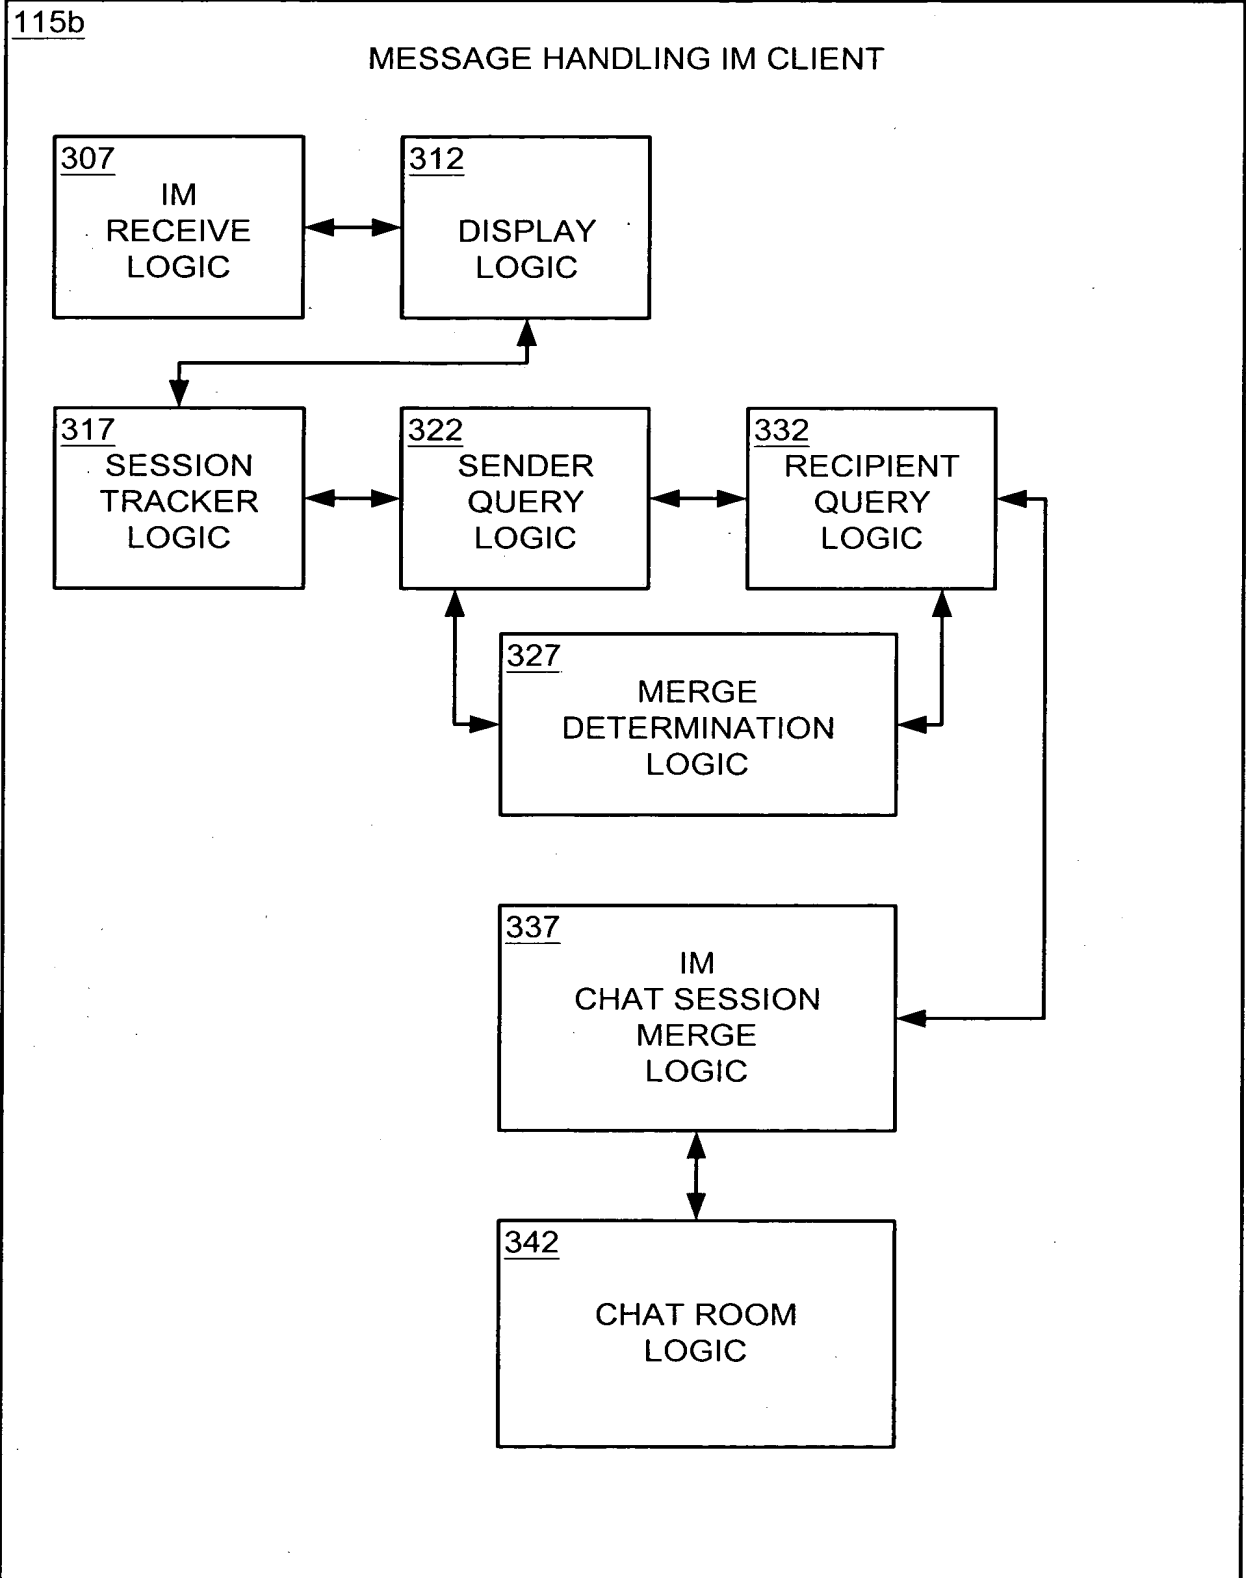 115b
MESSAGE HANDLING IM CLIENT
307
IM
RECEIVE
LOGIC
312
DISPLAY
LOGIC
317
SESSION
TRACKER
LOGIC
322
SENDER
QUERY
LOGIC
332
RECIPIENT
QUERY
LOGIC
327
MERGE
DETERMINATION
LOGIC
337
IM
CHAT SESSION
MERGE
LOGIC
342
CHAT ROOM
LOGIC